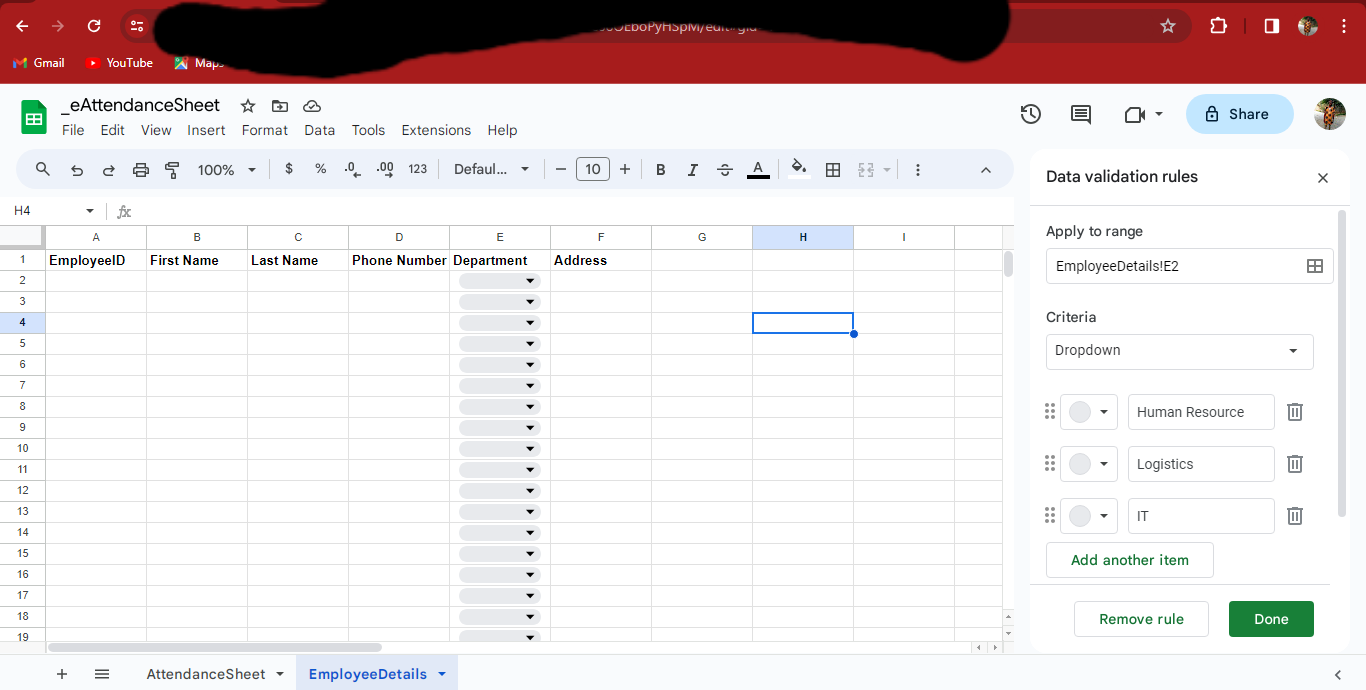 EboPyHSpM/edit#gid
Gmail YouTube Maps
_eAttendanceSheet
File Edit View Insert Format Data Tools Extensions Help
Share
100% $ % .0 .00 123 Defaul... 10 B I A
Data validation rules
H4 fx
Apply to range
A B C D E F G H I
1 EmployeeID First Name Last Name Phone Number Department Address
EmployeeDetails!E2
2
3
Criteria
4
5
Dropdown
6
7
8
Human Resource
9
10
Logistics
11
12
13
IT
14
15
Add another item
16
17
18
Remove rule Done
19
AttendanceSheet EmployeeDetails